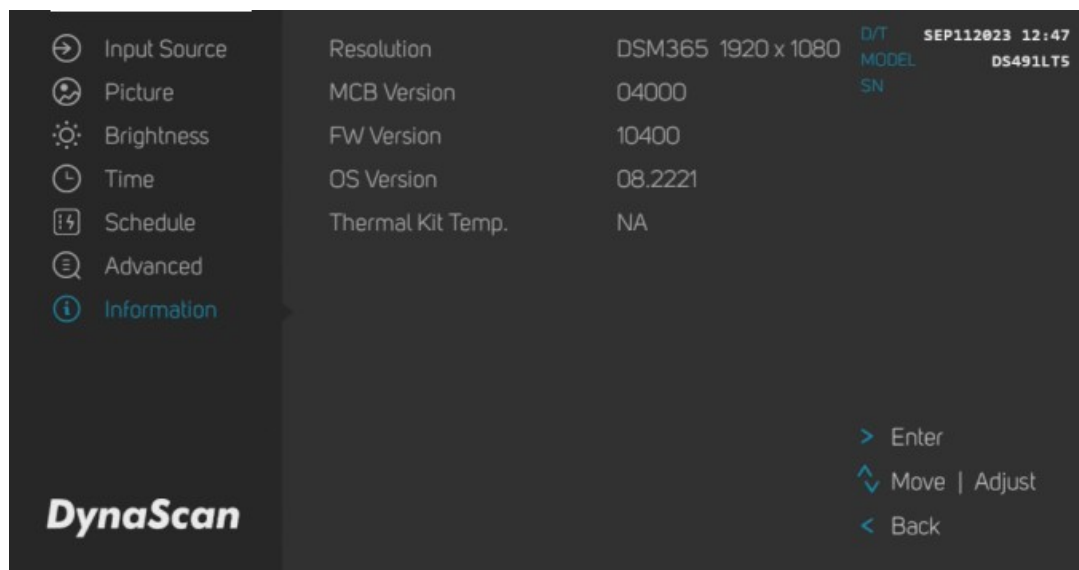 Input Source
Picture
Brightness
Time
Schedule
Advanced
Information
DynaScan
Resolution DSM365 1920 x 1080
MCB Version 04000
FW Version 10400
OS Version 08.2221
Thermal Kit Temp. NA
D/T SEP112023 12:47
MODEL DS491LT5
SN
> Enter
Move | Adjust
< Back